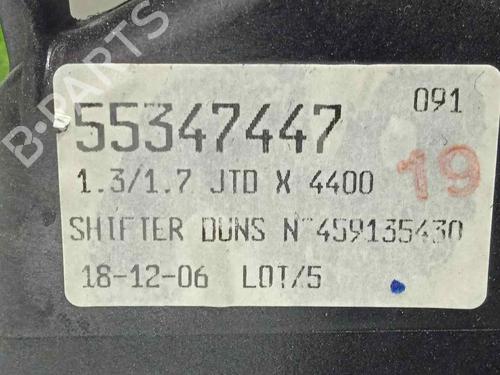 B-PARTS
091
55347447
1.3/1.7 JTD X 4400
19
SHIFTER DUNS N°459135430
18-12-06 LOT/5